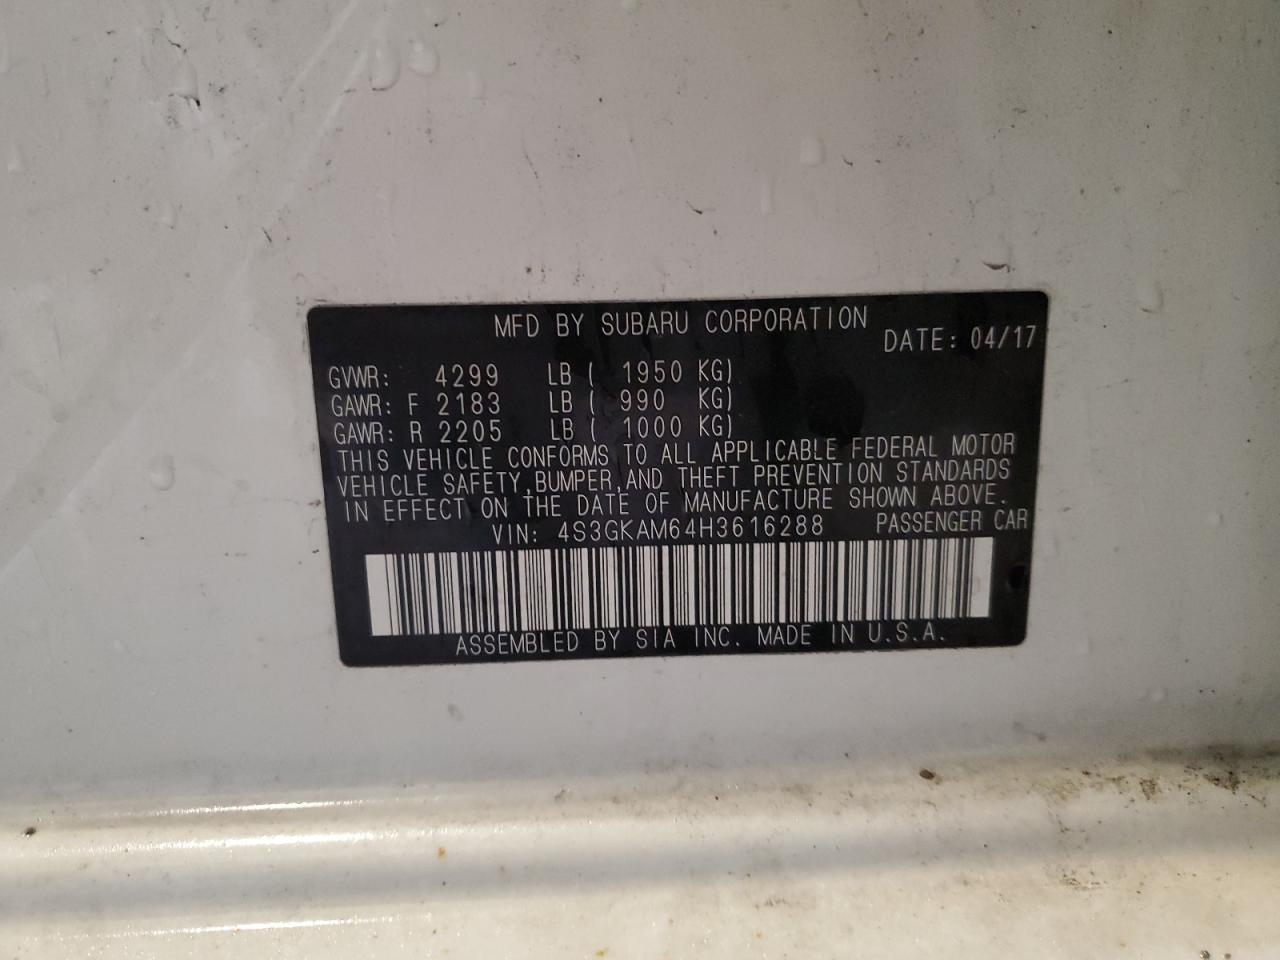 MFD BY SUBARU CORPORATION DATE: 04/17
GVWR: 4299 LB ( 1950 KG)
GAWR: F 2183 LB ( 990 KG)
GAWR: R 2205 LB ( 1000 KG)
THIS VEHICLE CONFORMS TO ALL APPLICABLE FEDERAL MOTOR
VEHICLE SAFETY,BUMPER,AND THEFT PREVENTION STANDARDS
IN EFFECT ON THE DATE OF MANUFACTURE SHOWN ABOVE.
VIN: 4S3GKAM64H3616288 PASSENGER CAR
ASSEMBLED BY SIA INC. MADE IN U.S.A.